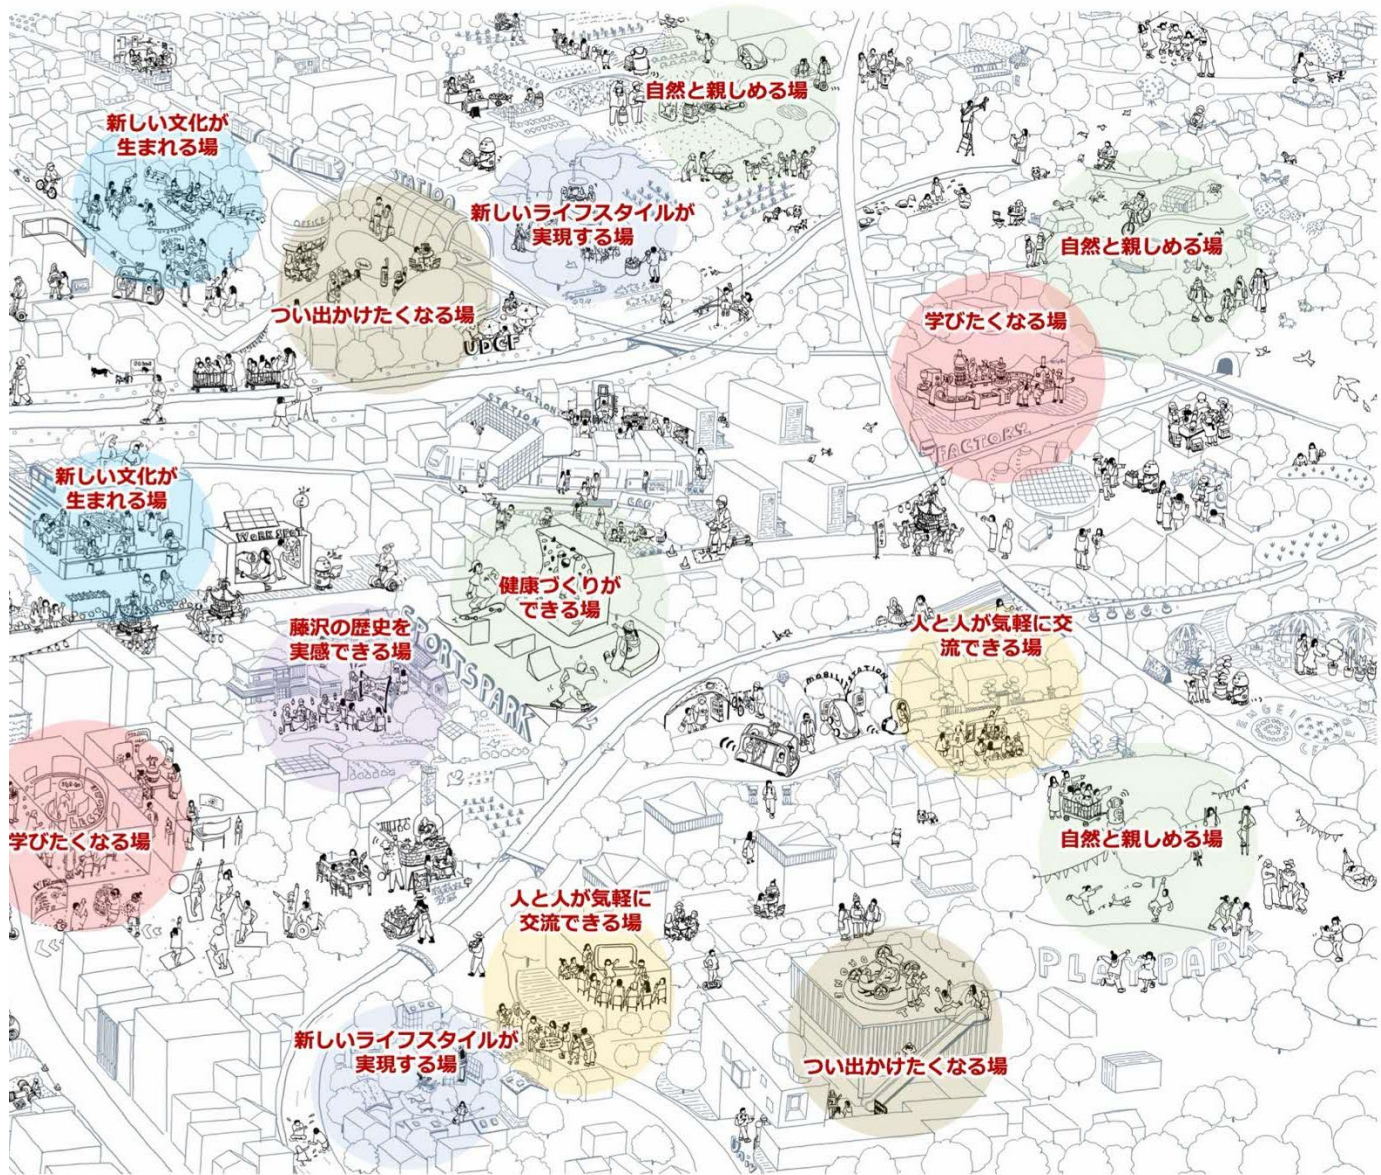 自然と親しめる場
新しい文化が
生まれる場
STATIO
新しいライフスタイルが
実現する場
OFFICE
自然と親しめる場
つい出かけたくなる場
学びたくなる場
UDCF
STATION
STATION
FACTORY
新しい文化が
生まれる場
WORK SPOT
健康づくりが
できる場
藤沢の歴史を
実感できる場
SPORTS PARK
人と人が気軽に交
流できる場
MOBILITY STATION
学びたくなる場
自然と親しめる場
人と人が気軽に
交流できる場
PLAY PARK
新しいライフスタイルが
実現する場
つい出かけたくなる場